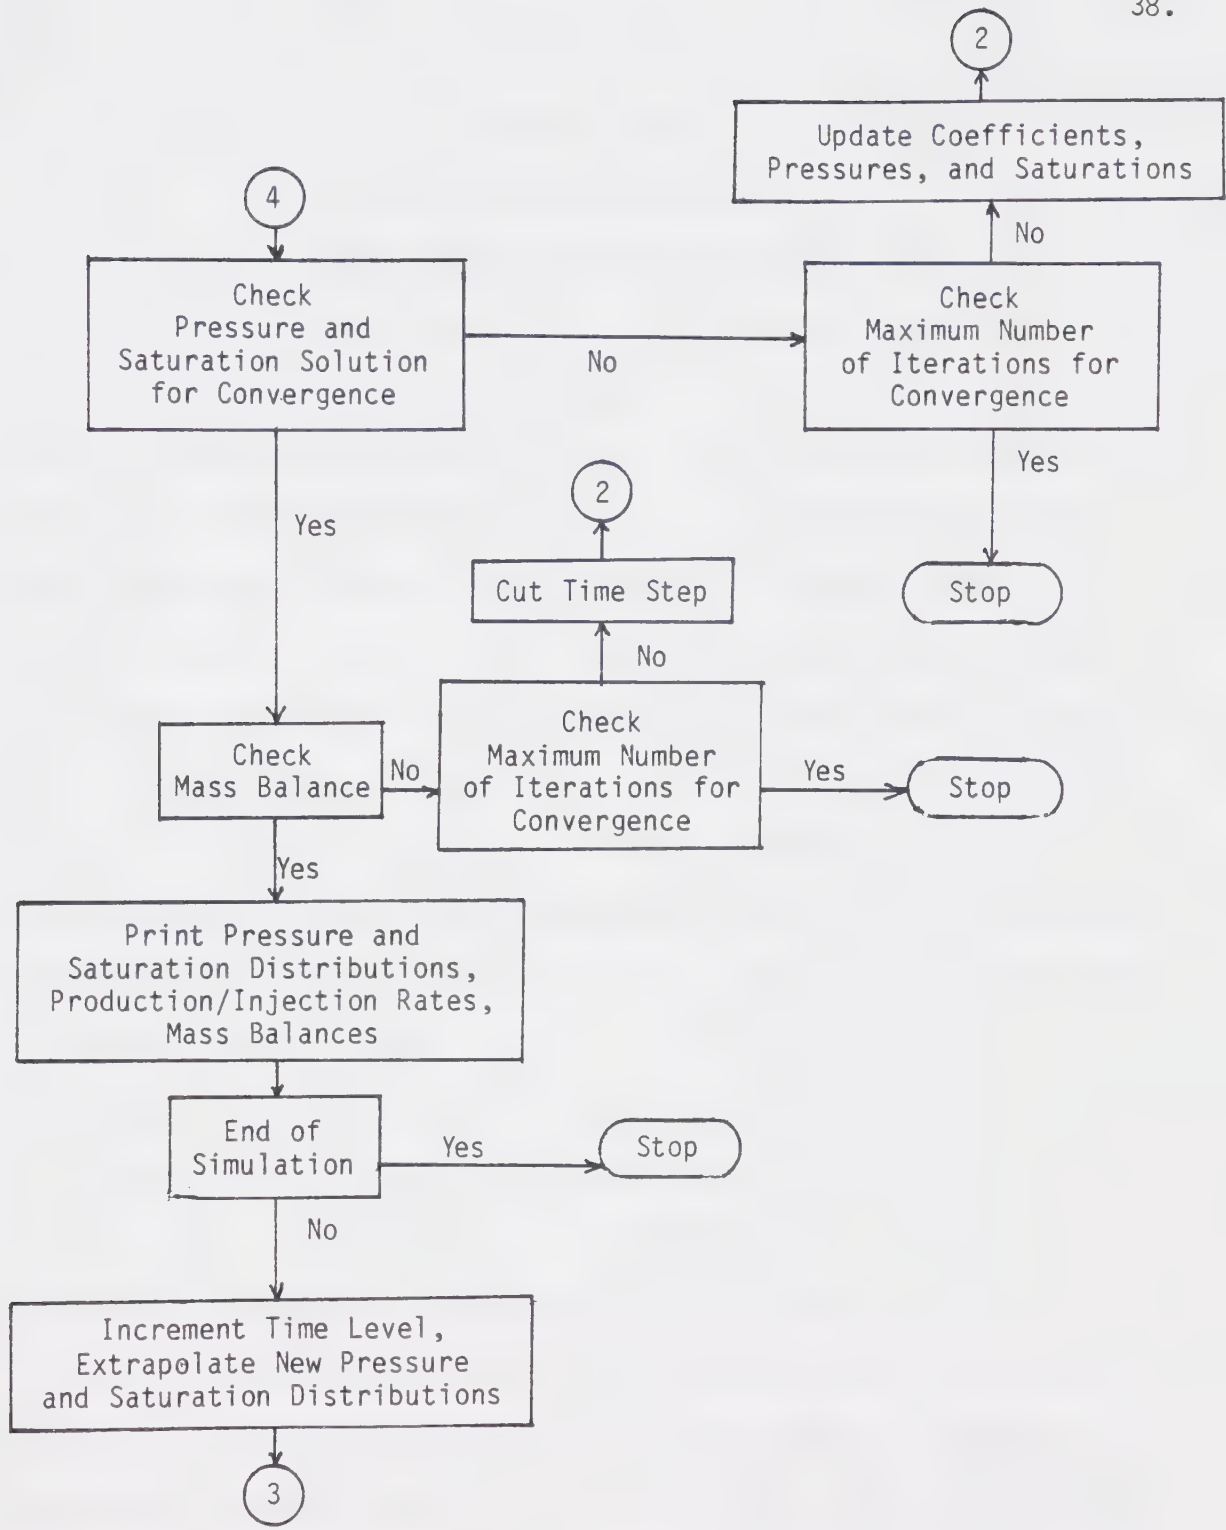 38.
2
Update Coefficients,
Pressures, and Saturations
No
4
Check
Pressure and
Saturation Solution
for Convergence
No
Check
Maximum Number
of Iterations for
Convergence
Yes
Stop
Yes
2
Cut Time Step
No
Check
Mass Balance
No
Check
Maximum Number
of Iterations for
Convergence
Yes
Stop
Yes
Print Pressure and
Saturation Distributions,
Production/Injection Rates,
Mass Balances
End of
Simulation
Yes
Stop
No
Increment Time Level,
Extrapolate New Pressure
and Saturation Distributions
3